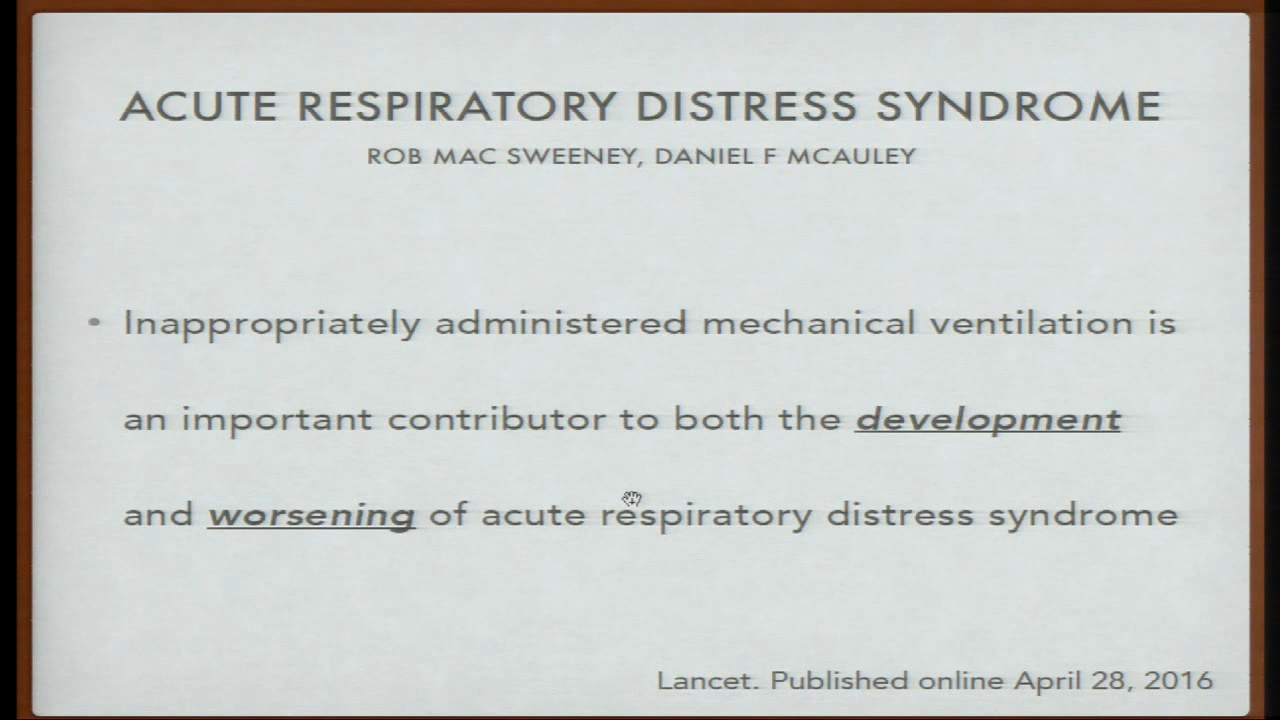 ACUTE RESPIRATORY DISTRESS SYNDROME
ROB MAC SWEENEY, DANIEL F MCAULEY
• Inappropriately administered mechanical ventilation is
an important contributor to both the development
and worsening of acute respiratory distress syndrome
Lancet. Published online April 28, 2016